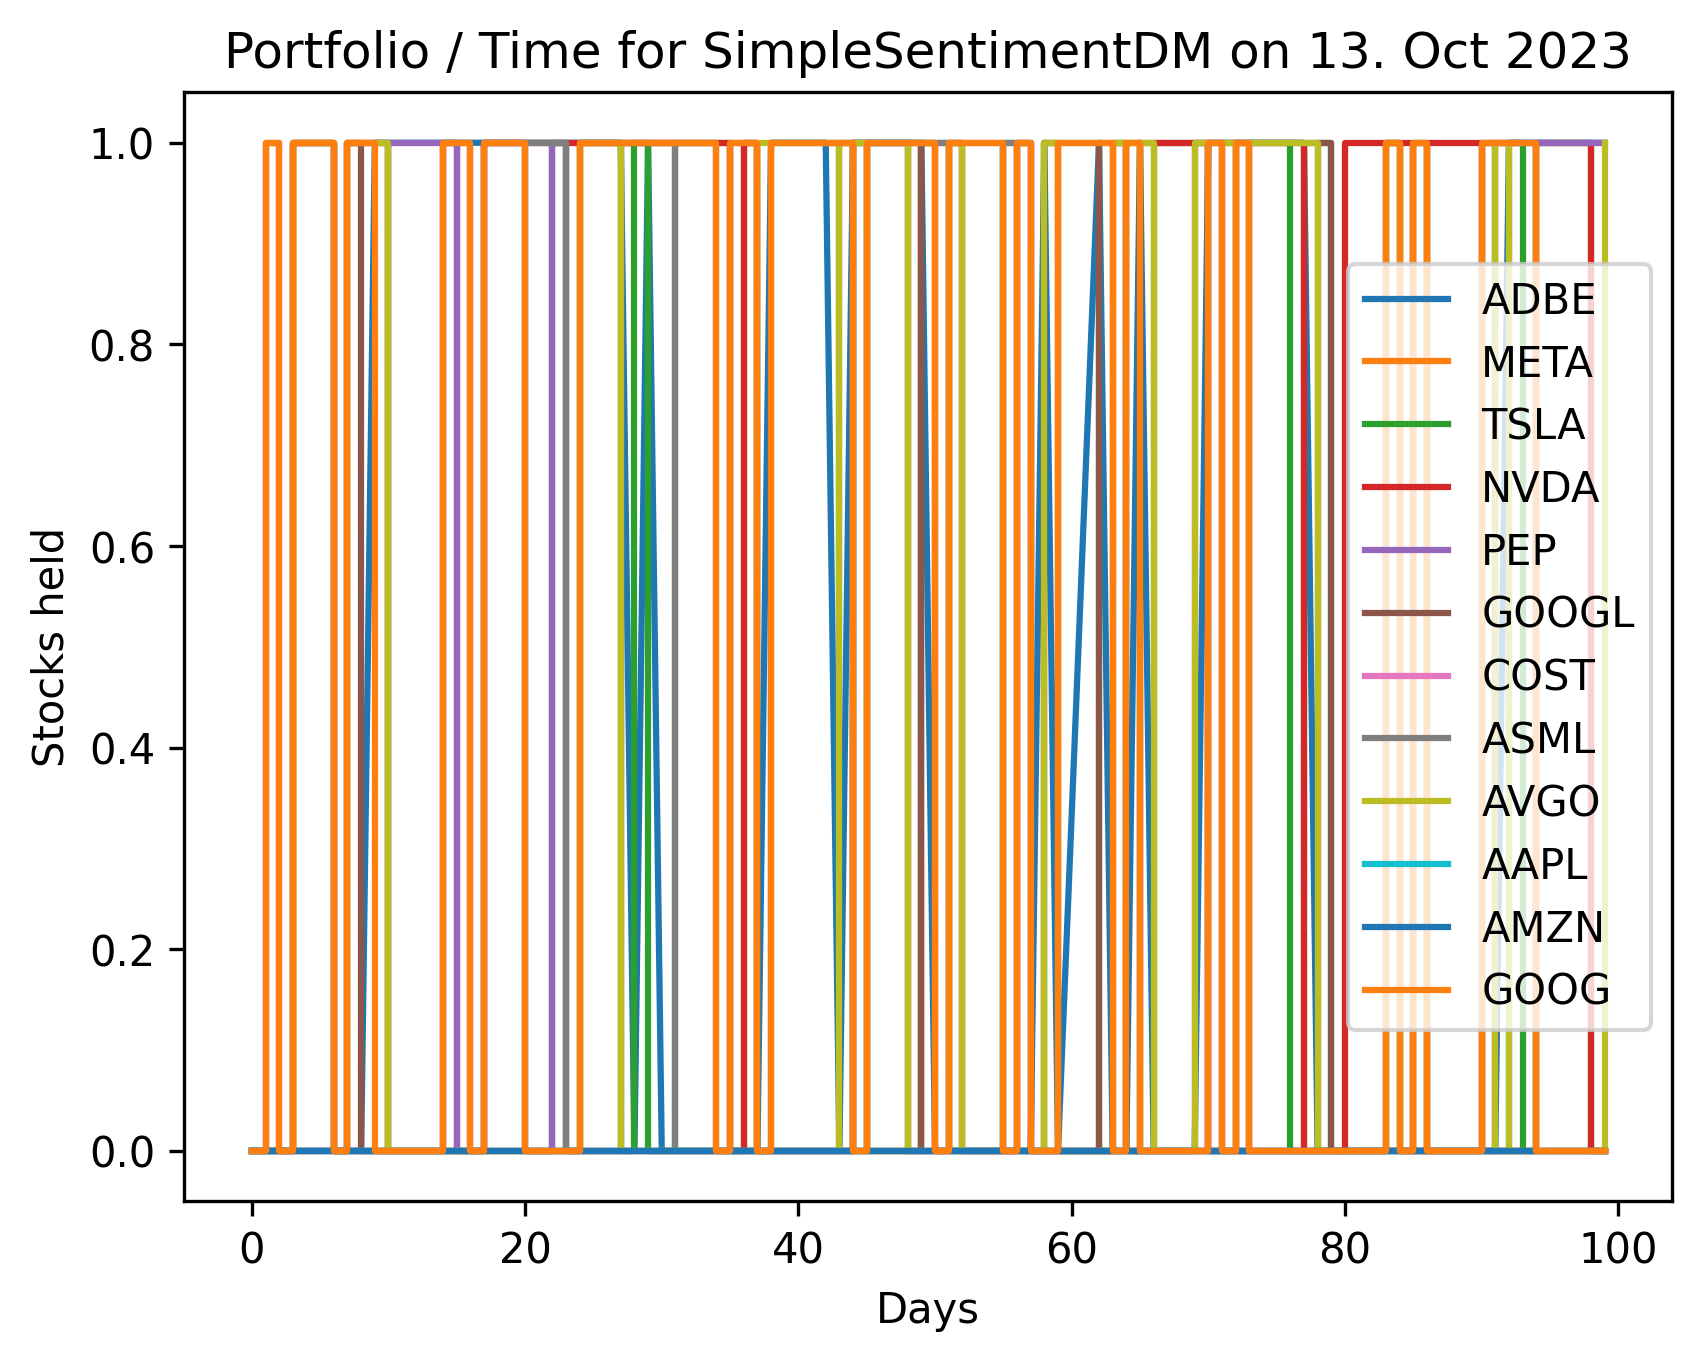 Portfolio / Time for SimpleSentimentDM on 13. Oct 2023
1.0
0.8
0.6
0.4
0.2
0.0
Stocks held
ADBE
META
TSLA
NVDA
PEP
GOOGL
COST
ASML
AVGO
AAPL
AMZN
GOOG
0 20 40 60 80 100
Days